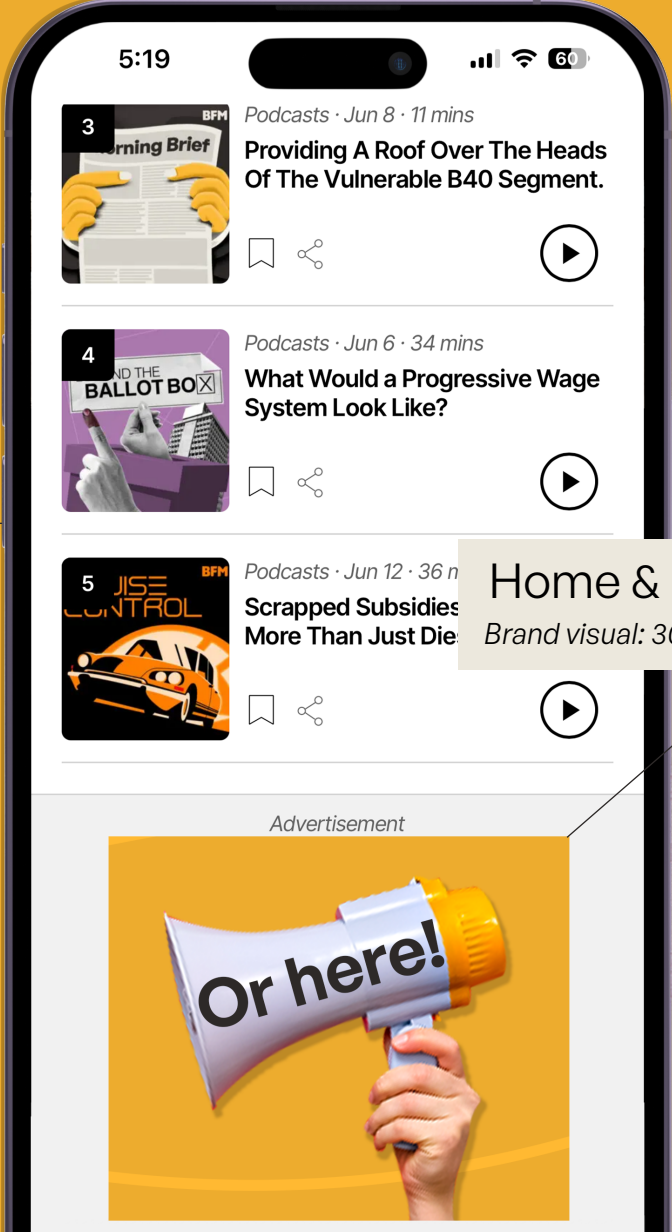 5:19
60
3
BFM
rning Brief
Podcasts · Jun 8 · 11 mins
Providing A Roof Over The Heads
Of The Vulnerable B40 Segment.
4
ND THE
BALLOT BOX
Podcasts · Jun 6 · 34 mins
What Would a Progressive Wage
System Look Like?
5
BFM
UISE
CONTROL
Podcasts · Jun 12 · 36 m
Scrapped Subsidies
More Than Just Die
Home &
Brand visual: 30
Advertisement
Or here!